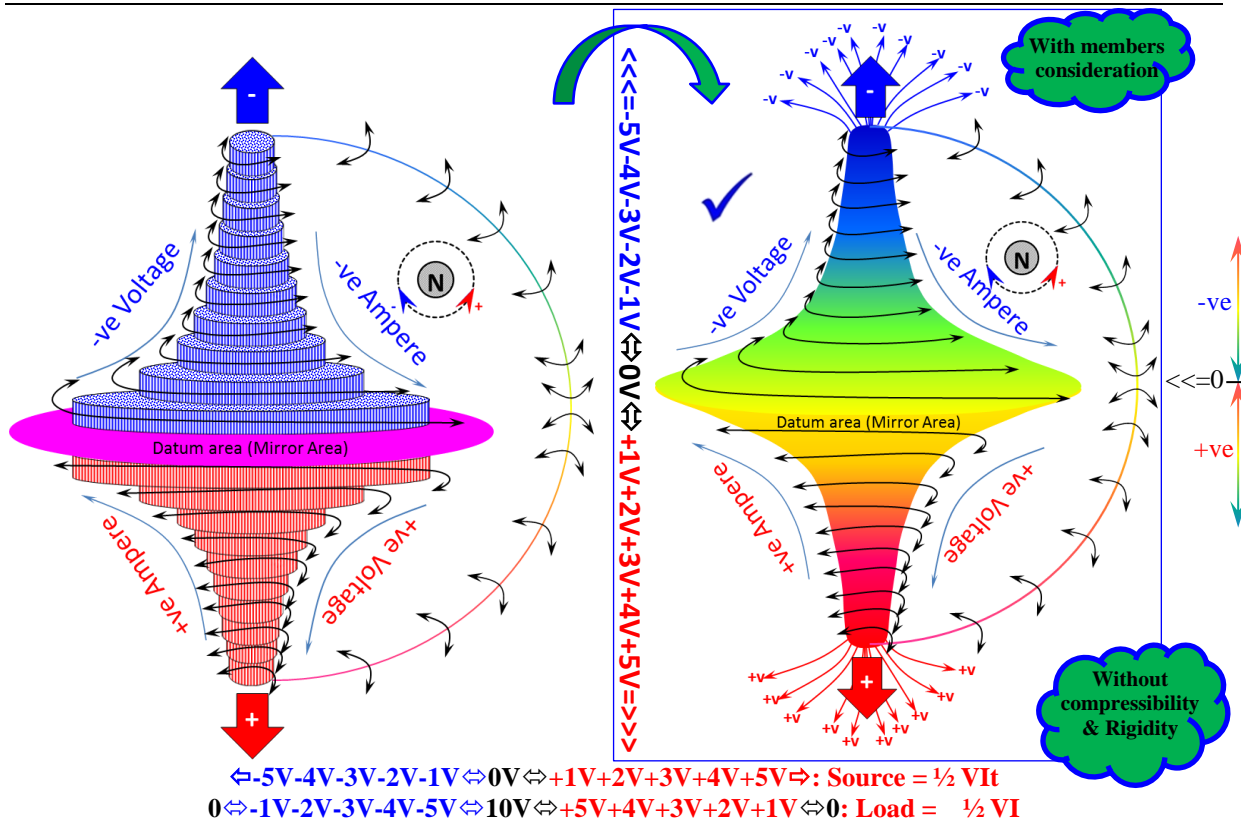 -
-ve Voltage
-ve Ampere
N
+
Datum area (Mirror Area)
+ve Ampere
+ve Voltage
+
<<<=-5V-4V-3V-2V-1V⇔0V⇔+1V+2V+3V+4V+5V=>>>
With members
consideration
-v
-v
-v
-v
-v
-v
-v
-v
-v
-v
-v
-
-ve Voltage
-ve Ampere
N
+
Datum area (Mirror Area)
+ve Ampere
+ve Voltage
+
+v
+v
+v
+v
+v
+v
+v
+v
+v
+v
+v
-ve
<<=0
+ve
Without
compressibility
& Rigidity
⇦-5V-4V-3V-2V-1V⇔0V⇔+1V+2V+3V+4V+5V⇨: Source = ½ VIt
0⇔-1V-2V-3V-4V-5V⇔10V⇔+5V+4V+3V+2V+1V⇔0: Load = ½ VI